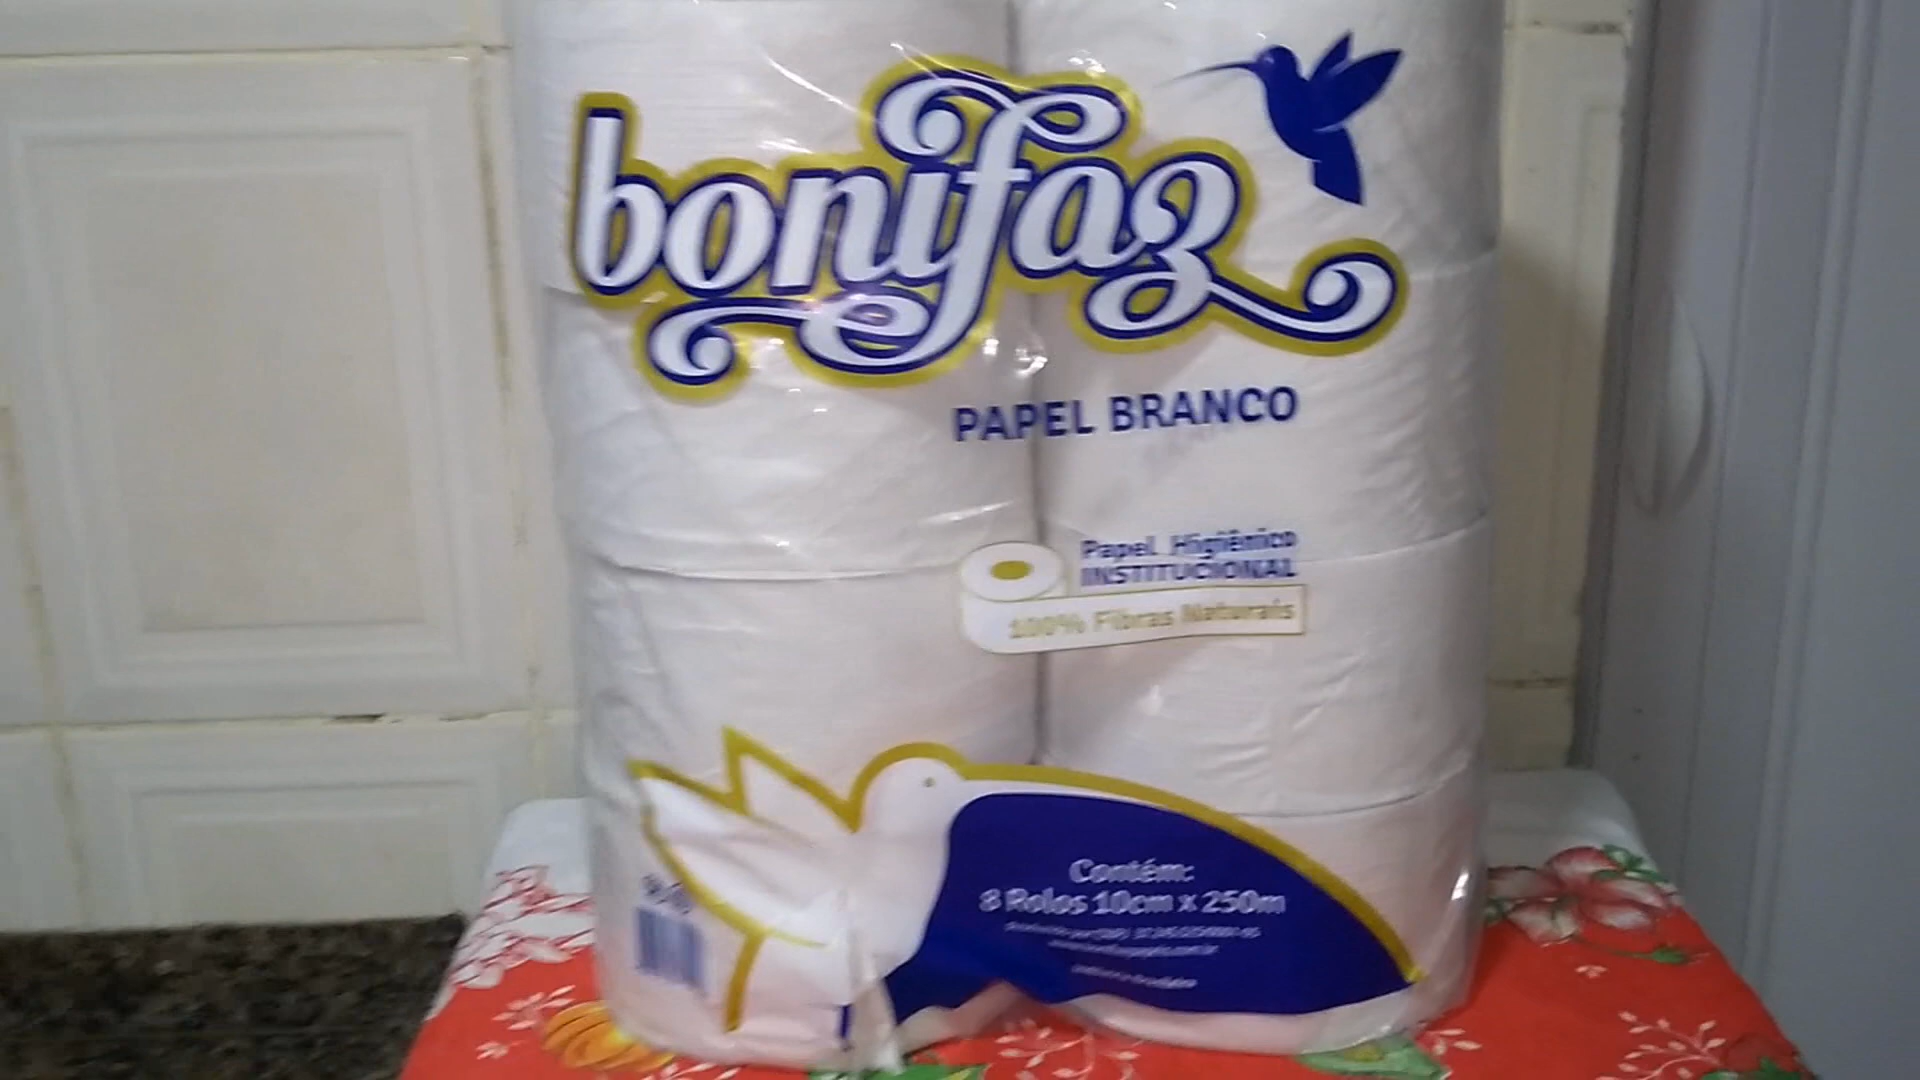 bonifaz
PAPEL BRANCO
Papel Higiênico
INSTITUCIONAL
100% Fibras Naturais
Contém:
8 Rolos 10cm x 250m